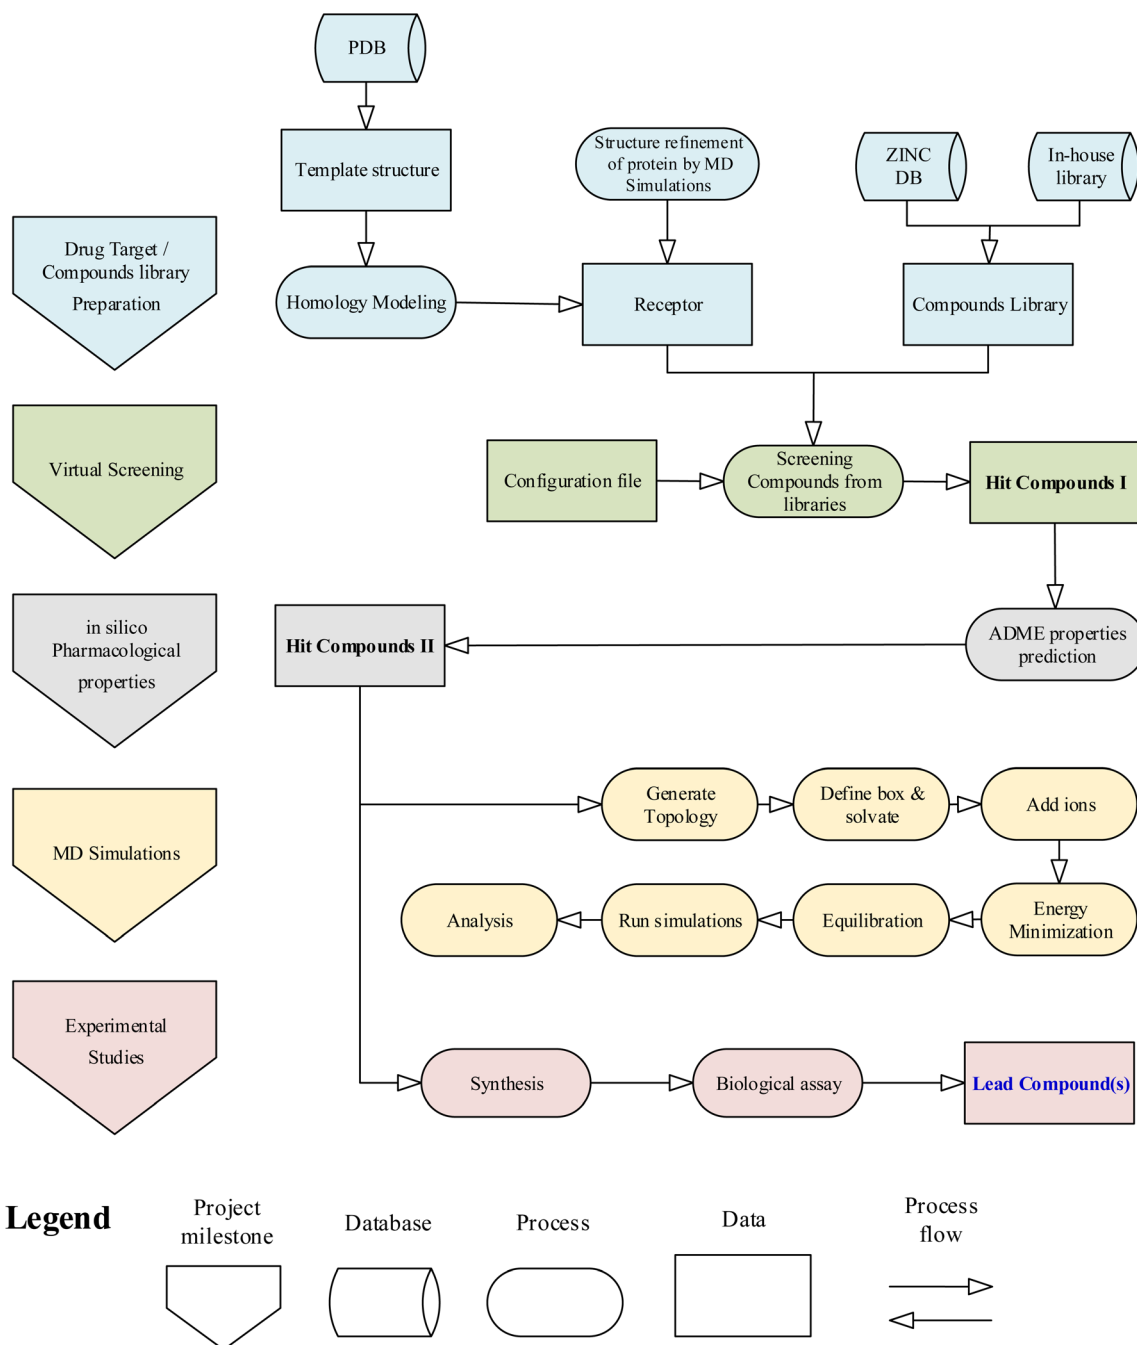 PDB
Template structure
Structure refinement
of protein by MD
Simulations
ZINC
DB
In-house
library
Drug Target /
Compounds library
Preparation
Homology Modeling
Receptor
Compounds Library
Virtual Screening
Configuration file
Screening
Compounds from
libraries
Hit Compounds I
in silico
Pharmacological
properties
Hit Compounds II
ADME properties
prediction
MD Simulations
Generate
Topology
Define box &
solvate
Add ions
Analysis
Run simulations
Equilibration
Energy
Minimization
Experimental
Studies
Synthesis
Biological assay
Lead Compound(s)
Legend
Project
milestone
Database
Process
Data
Process
flow